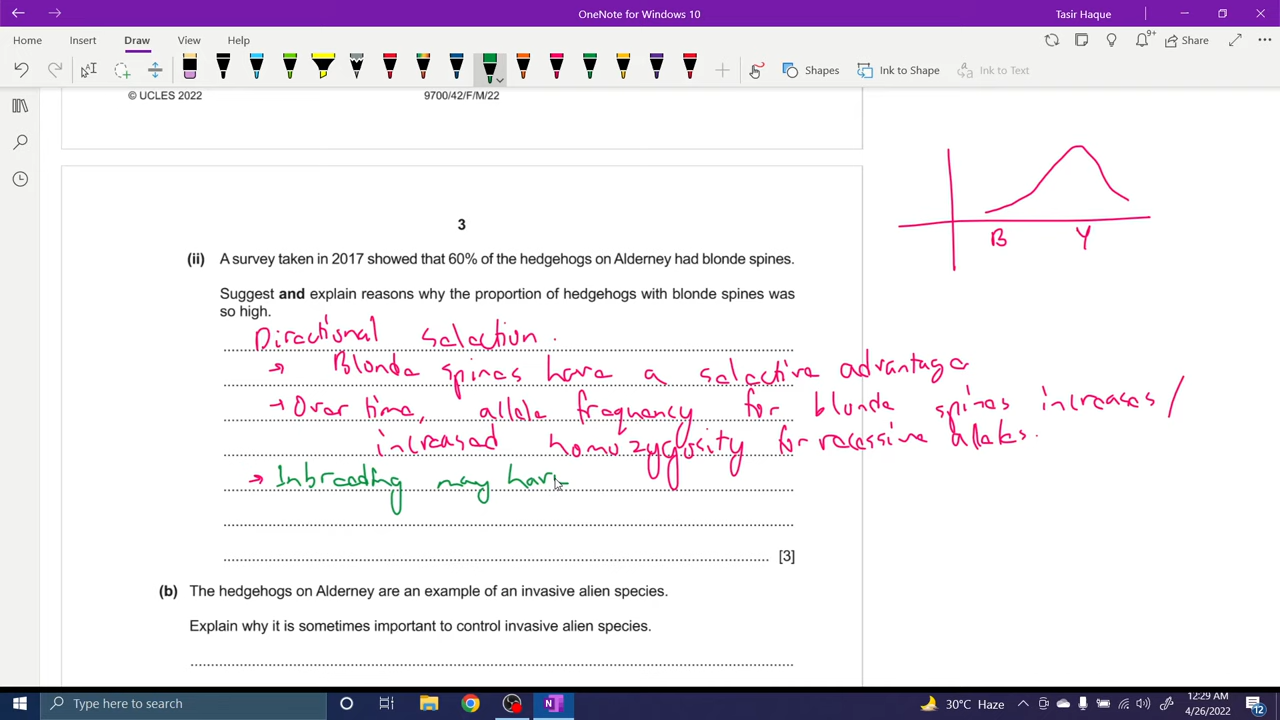 OneNote for Windows 10
Tasir Haque
Home Insert Draw View Help
9+
Share
Shapes
Ink to Shape
Ink to Text
© UCLES 2022
9700/42/F/M/22
3
B Y
(ii) A survey taken in 2017 showed that 60% of the hedgehogs on Alderney had blonde spines.
Suggest and explain reasons why the proportion of hedgehogs with blonde spines was
so high.
Directional selection.
→ Blonde spines have a selective advantage
→ Over time, allele frequency for blonde spines increases /
increased homozygosity for recessive alleles.
→ Inbreeding may hav
[3]
(b) The hedgehogs on Alderney are an example of an invasive alien species.
Explain why it is sometimes important to control invasive alien species.
Type here to search
30°C Haze
12:29 AM
4/26/2022
12